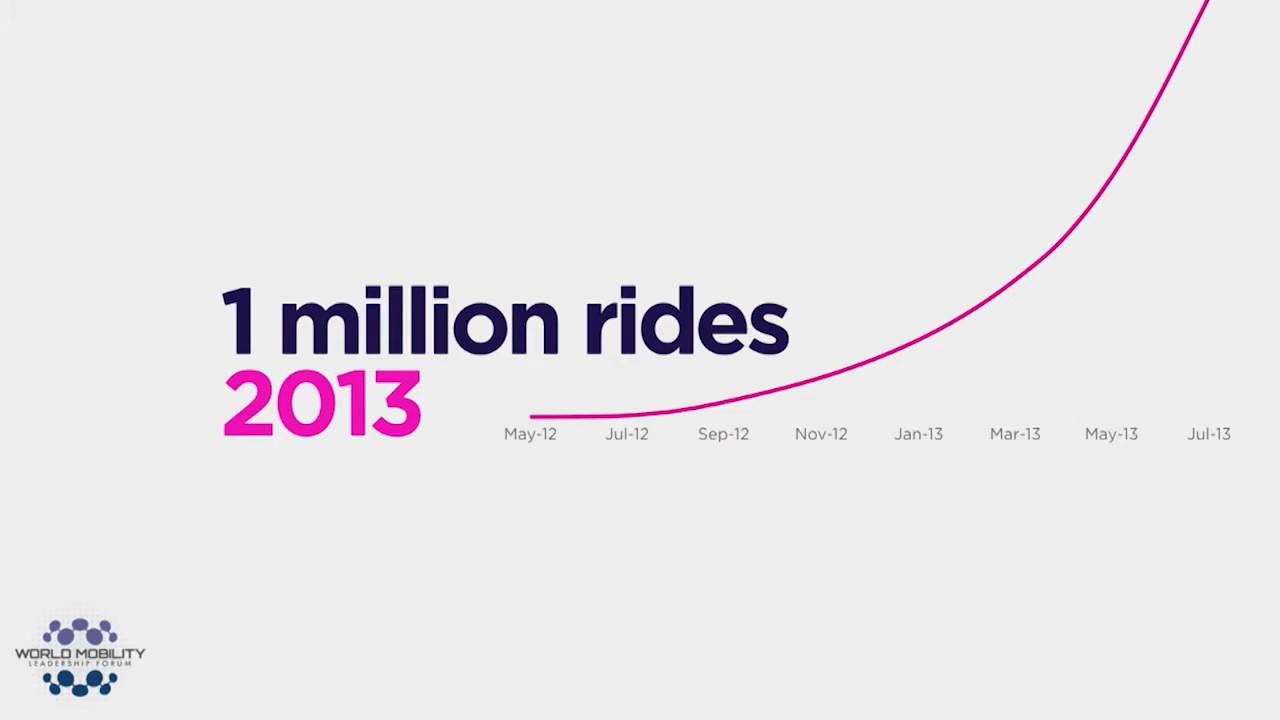 1 million rides
2013
May-12 Jul-12 Sep-12 Nov-12 Jan-13 Mar-13 May-13 Jul-13
WORLD MOBILITY
LEADERSHIP FORUM